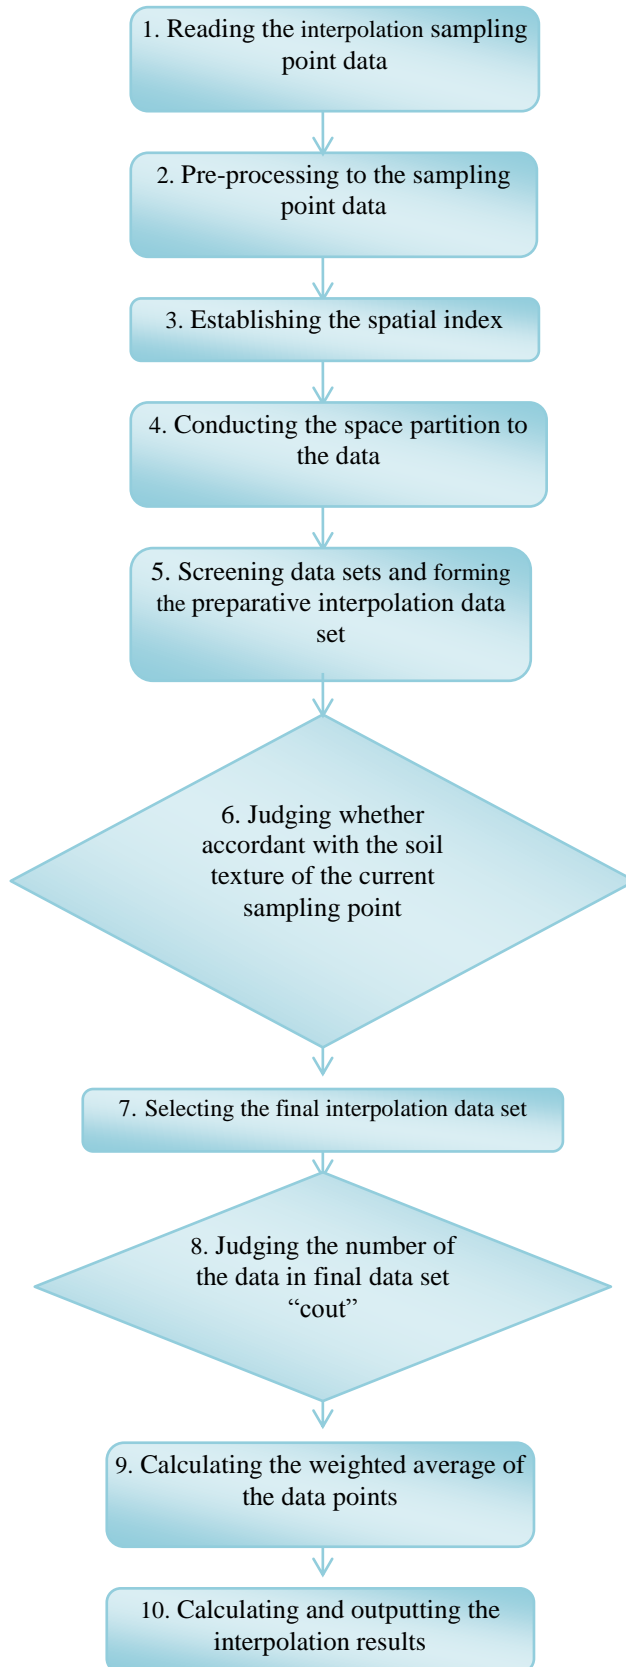 1. Reading the interpolation sampling
point data
2. Pre-processing to the sampling
point data
3. Establishing the spatial index
4. Conducting the space partition to
the data
5. Screening data sets and forming
the preparative interpolation data
set
6. Judging whether
accordant with the soil
texture of the current
sampling point
7. Selecting the final interpolation data set
8. Judging the number of
the data in final data set
“cout”
9. Calculating the weighted average of
the data points
10. Calculating and outputting the
interpolation results